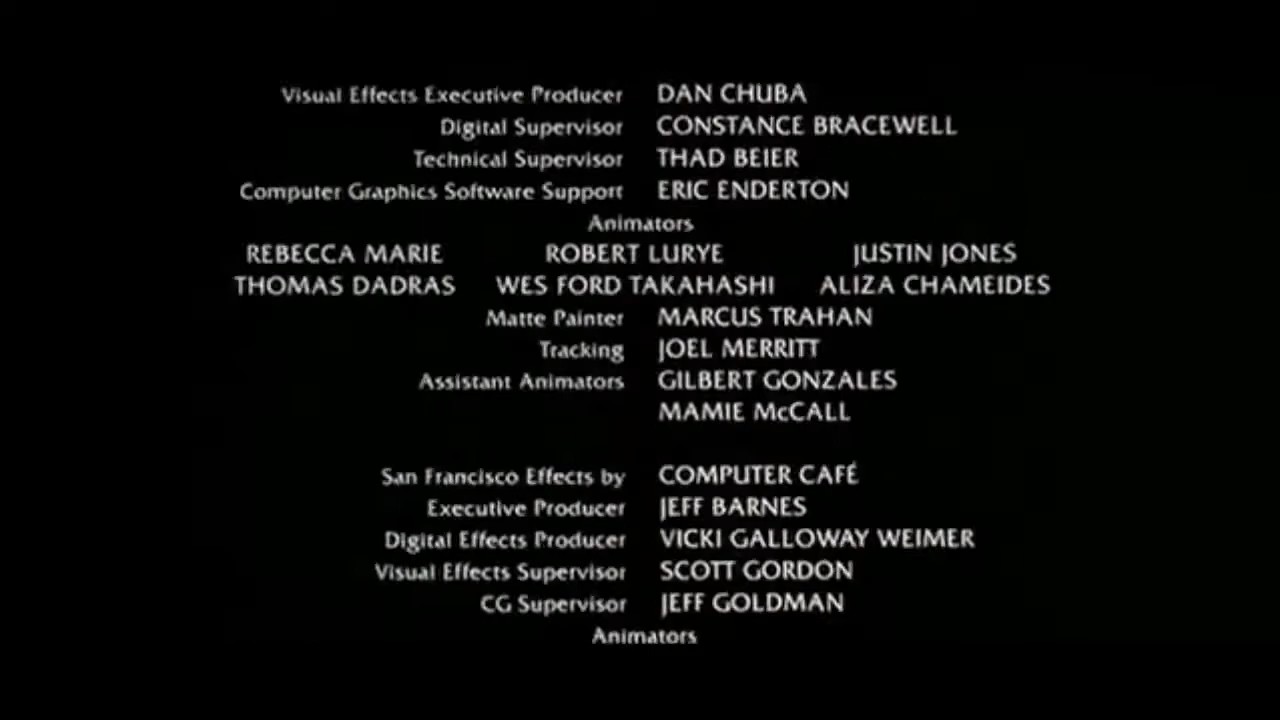 Visual Effects Executive Producer DAN CHUBA
Digital Supervisor CONSTANCE BRACEWELL
Technical Supervisor THAD BEIER
Computer Graphics Software Support ERIC ENDERTON
Animators
REBECCA MARIE ROBERT LURYE JUSTIN JONES
THOMAS DADRAS WES FORD TAKAHASHI ALIZA CHAMEIDES
Matte Painter MARCUS TRAHAN
Tracking JOEL MERRITT
Assistant Animators GILBERT GONZALES
MAMIE McCALL
San Francisco Effects by COMPUTER CAFÉ
Executive Producer JEFF BARNES
Digital Effects Producer VICKI GALLOWAY WEIMER
Visual Effects Supervisor SCOTT GORDON
CG Supervisor JEFF GOLDMAN
Animators